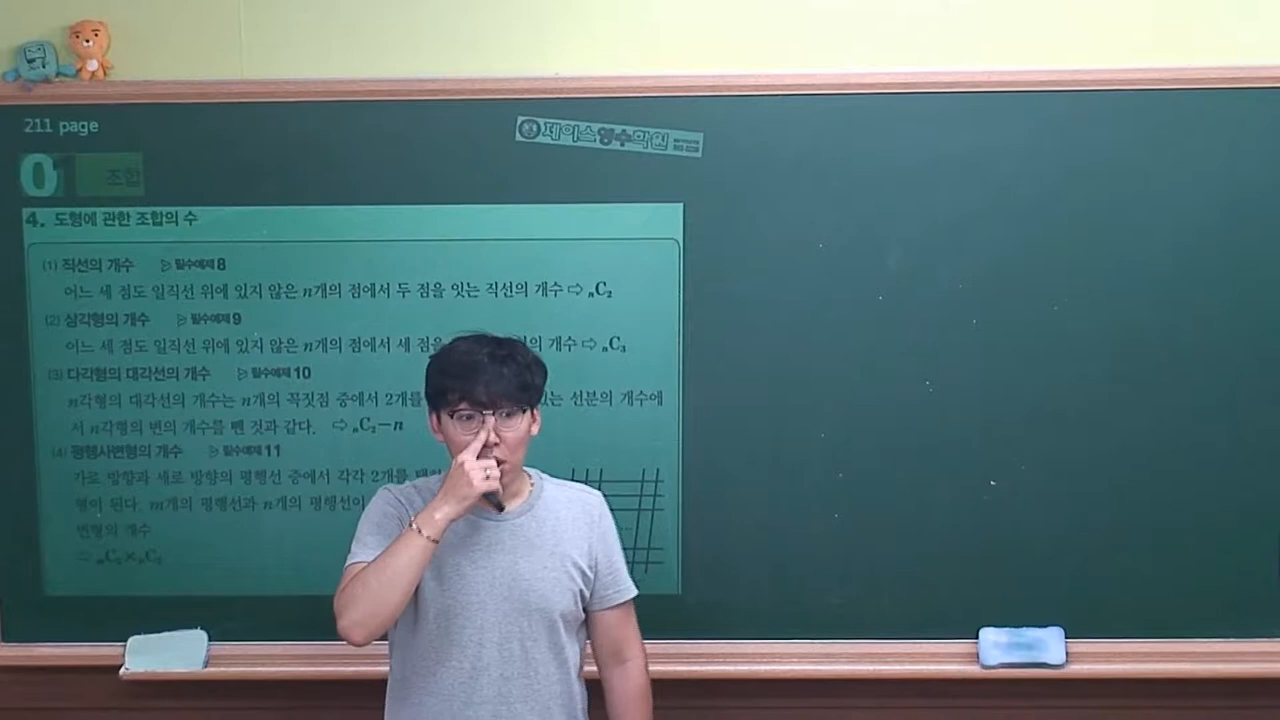 211 page
제이스영수학원
01 조합
4. 도형에 관한 조합의 수
(1) 직선의 개수 ▷필수예제 8
어느 세 점도 일직선 위에 있지 않은 n개의 점에서 두 점을 잇는 직선의 개수 ⇨ ₙC₂
(2) 삼각형의 개수 ▷필수예제 9
어느 세 점도 일직선 위에 있지 않은 n개의 점에서 세 점을 의 개수 ⇨ ₙC₃
(3) 다각형의 대각선의 개수 ▷필수예제 10
n각형의 대각선의 개수는 n개의 꼭짓점 중에서 2개를 있는 선분의 개수에
서 n각형의 변의 개수를 뺀 것과 같다. ⇨ ₙC₂−n
(4) 평행사변형의 개수 ▷필수예제 11
가로 방향과 세로 방향의 평행선 중에서 각각 2개를 택
형이 된다. m개의 평행선과 n개의 평행선이
변형의 개수
⇨ ₘC₂×ₙC₂